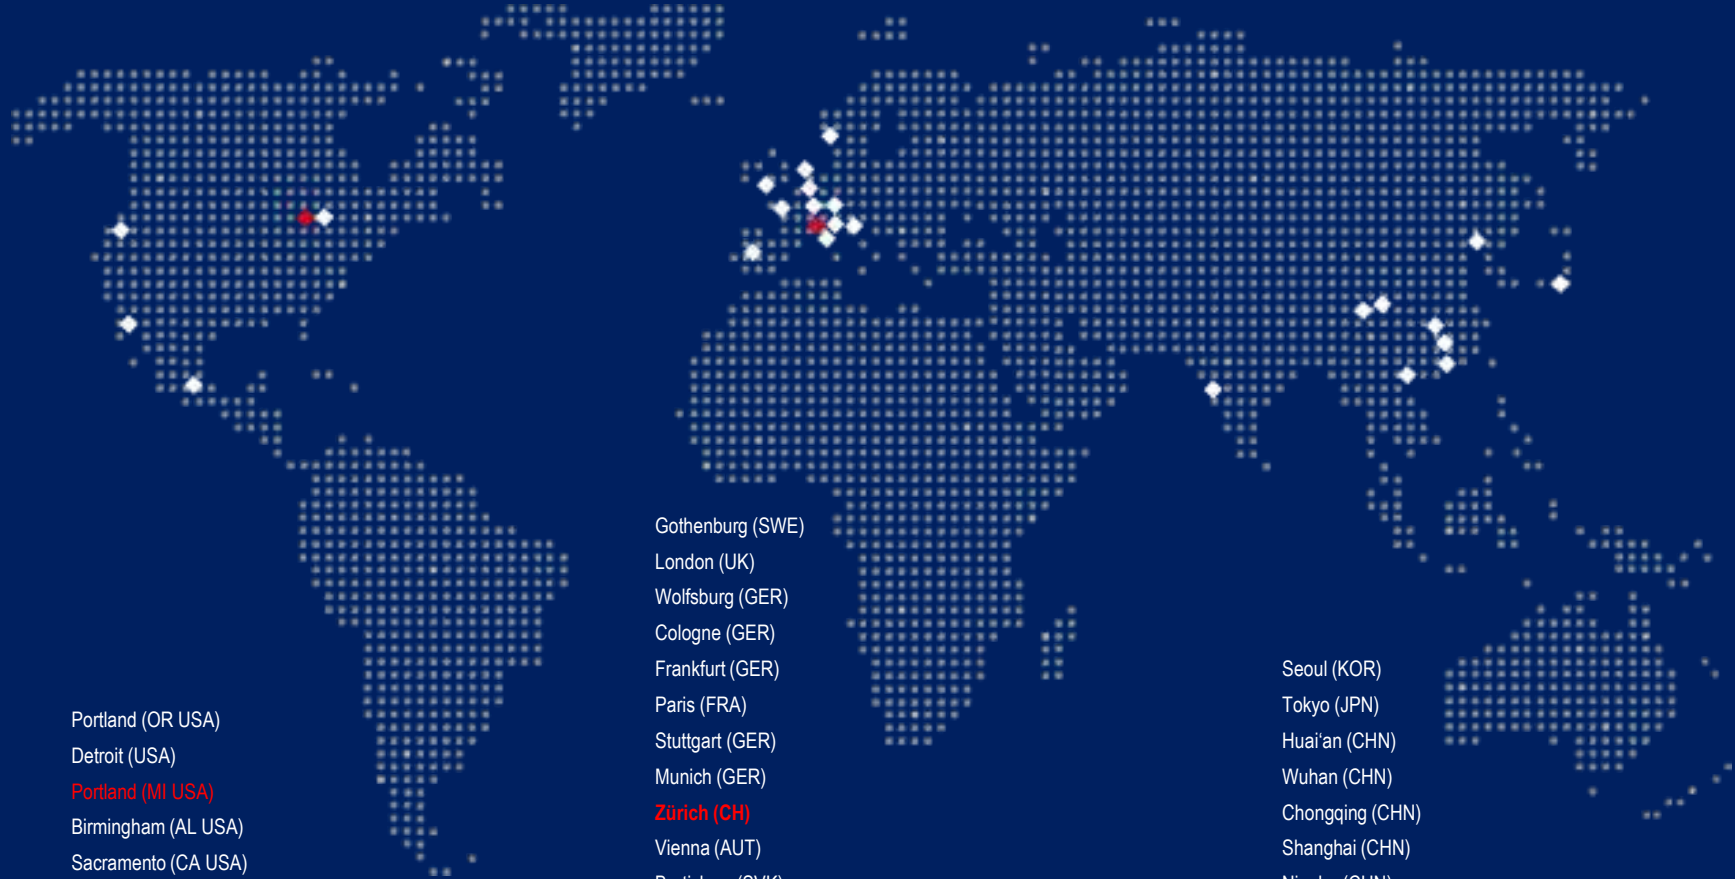 Portland (OR USA)
Detroit (USA)
Portland (MI USA)
Birmingham (AL USA)
Sacramento (CA USA)
Gothenburg (SWE)
London (UK)
Wolfsburg (GER)
Cologne (GER)
Frankfurt (GER)
Paris (FRA)
Stuttgart (GER)
Munich (GER)
Zürich (CH)
Vienna (AUT)
Seoul (KOR)
Tokyo (JPN)
Huai‘an (CHN)
Wuhan (CHN)
Chongqing (CHN)
Shanghai (CHN)